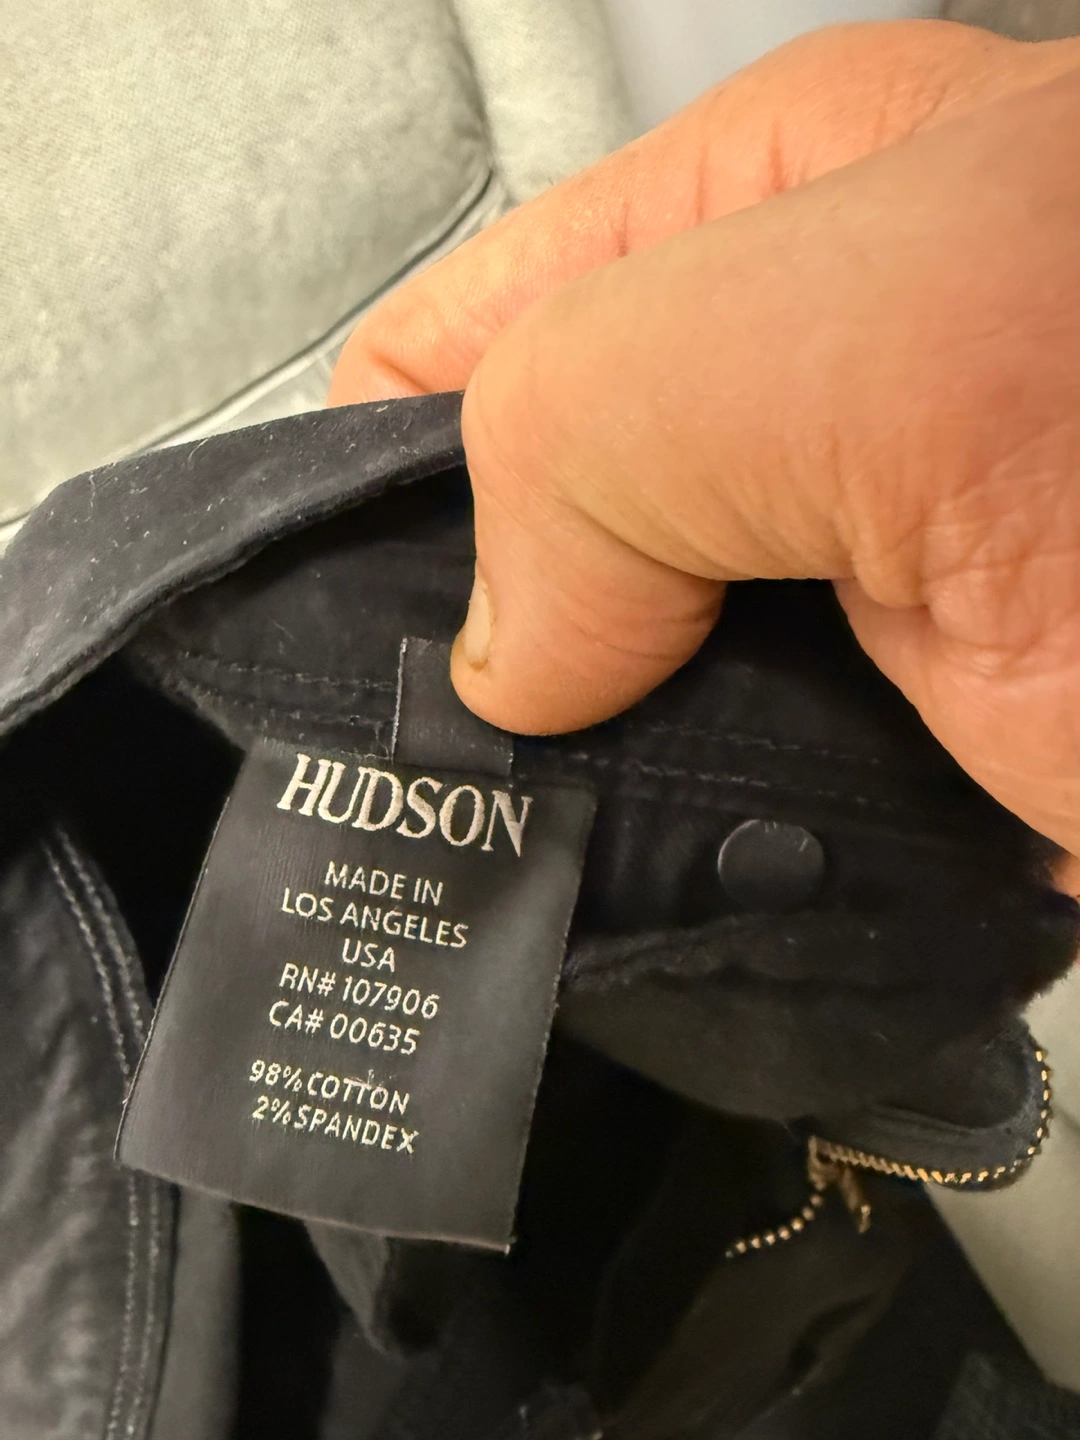 HUDSON
MADE IN
LOS ANGELES
USA
RN# 107906
CA# 00635
98% COTTON
2% SPANDEX